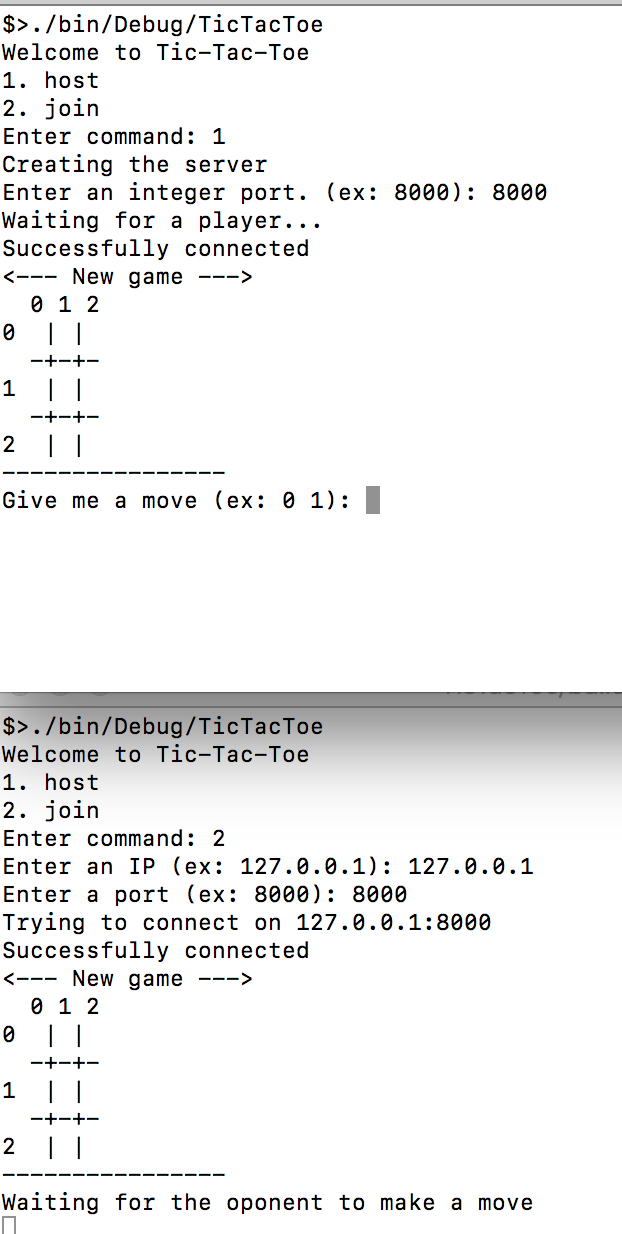 $>./bin/Debug/TicTacToe
Welcome to Tic-Tac-Toe
1. host
2. join
Enter command: 1
Creating the server
Enter an integer port. (ex: 8000): 8000
Waiting for a player...
Successfully connected
<--- New game --->
  0 1 2
0  | |
  -+-+-
1  | |
  -+-+-
2  | |
----------------
Give me a move (ex: 0 1):
$>./bin/Debug/TicTacToe
Welcome to Tic-Tac-Toe
1. host
2. join
Enter command: 2
Enter an IP (ex: 127.0.0.1): 127.0.0.1
Enter a port (ex: 8000): 8000
Trying to connect on 127.0.0.1:8000
Successfully connected
<--- New game --->
  0 1 2
0  | |
  -+-+-
1  | |
  -+-+-
2  | |
----------------
Waiting for the oponent to make a move